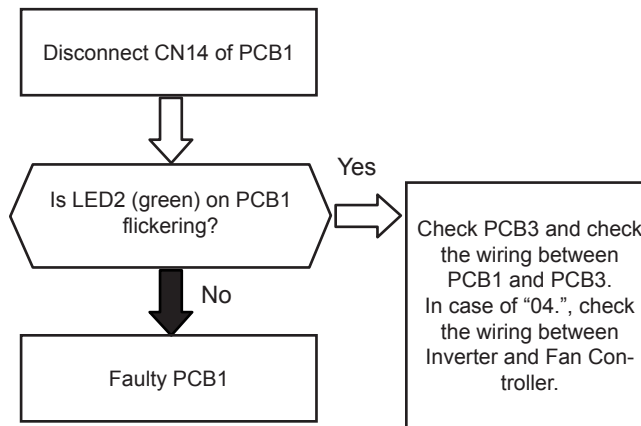 Disconnect CN14 of PCB1
Is LED2 (green) on PCB1
flickering?
Yes
Check PCB3 and check
the wiring between
PCB1 and PCB3.
In case of “04.”, check
the wiring between
Inverter and Fan Con-
troller.
No
Faulty PCB1